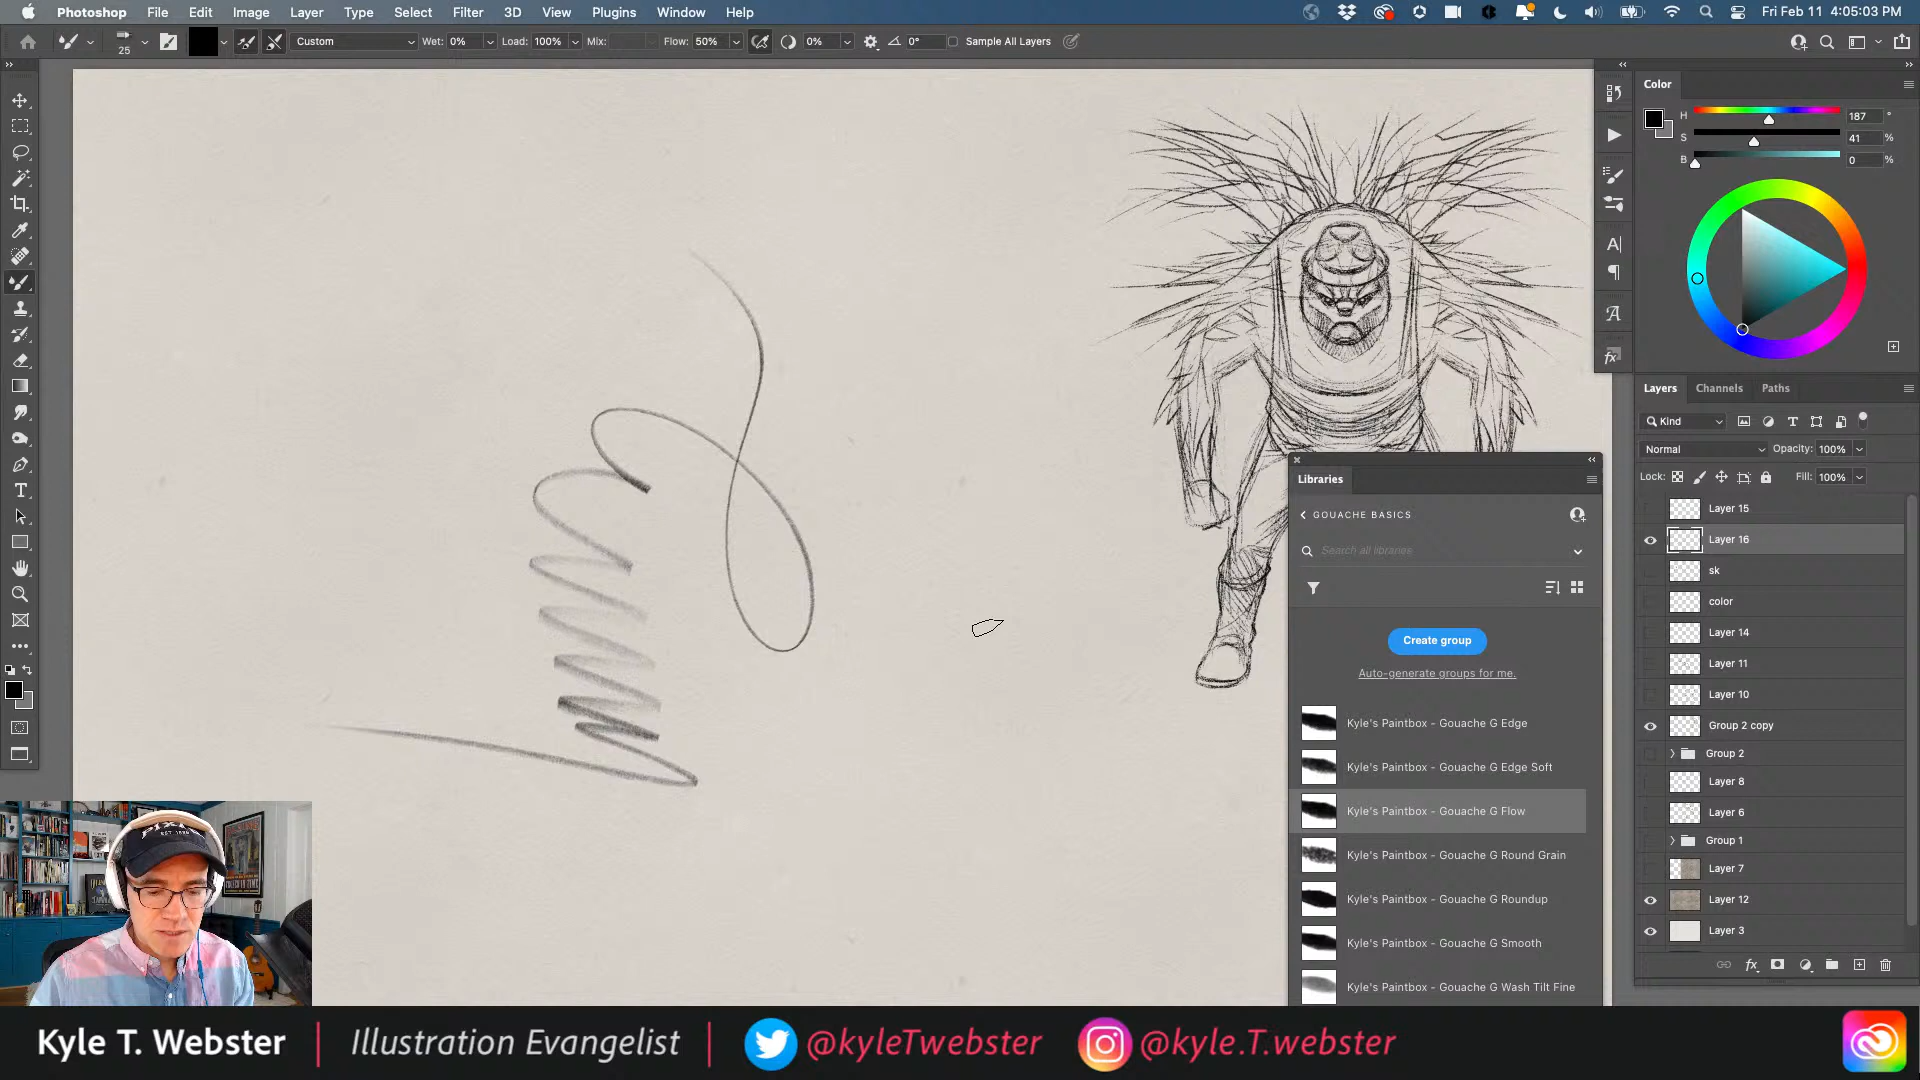 Photoshop File Edit Image Layer Type Select Filter 3D View Plugins Window Help Fri Feb 11 4:05:03 PM
25 Custom Wet: 0% Load: 100% Mix: Flow: 50% 0% 0° Sample All Layers
Color
H 187 °
S 41 %
B 0 %
Layers Channels Paths
Kind
Normal Opacity: 100%
Lock: Fill: 100%
Layer 15
Layer 16
sk
color
Layer 14
Layer 11
Layer 10
Group 2 copy
Group 2
Layer 8
Layer 6
Group 1
Layer 7
Layer 12
Layer 3
Libraries
GOUACHE BASICS
Search all libraries
Create group
Auto-generate groups for me.
Kyle's Paintbox - Gouache G Edge
Kyle's Paintbox - Gouache G Edge Soft
Kyle's Paintbox - Gouache G Flow
Kyle's Paintbox - Gouache G Round Grain
Kyle's Paintbox - Gouache G Roundup
Kyle's Paintbox - Gouache G Smooth
Kyle's Paintbox - Gouache G Wash Tilt Fine
Kyle T. Webster | Illustration Evangelist | @kyleTwebster @kyle.T.webster